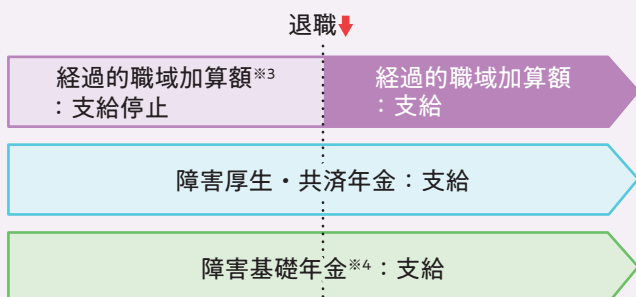 退職
経過的職域加算額※3
：支給停止
経過的職域加算額
：支給
障害厚生・共済年金：支給
障害基礎年金※4：支給